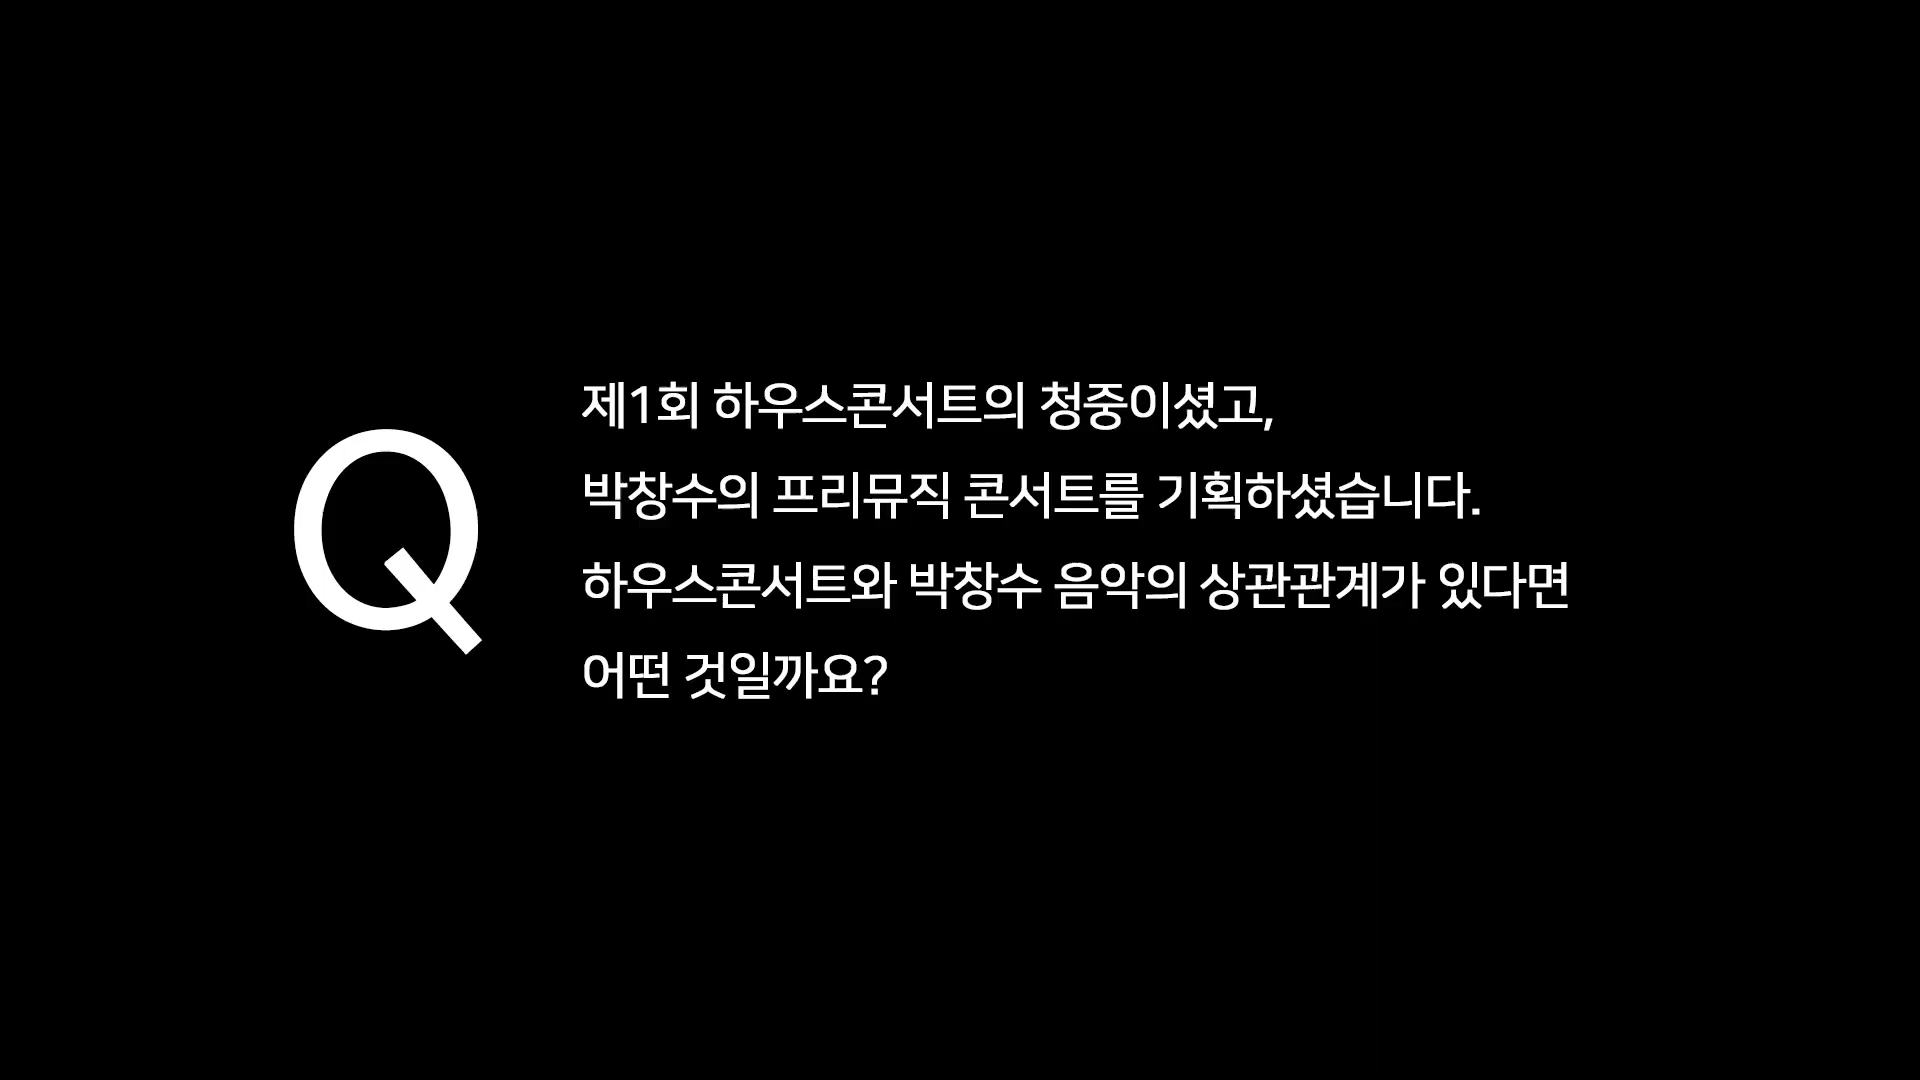 Q
제1회 하우스콘서트의 청중이셨고,
박창수의 프리뮤직 콘서트를 기획하셨습니다.
하우스콘서트와 박창수 음악의 상관관계가 있다면
어떤 것일까요?